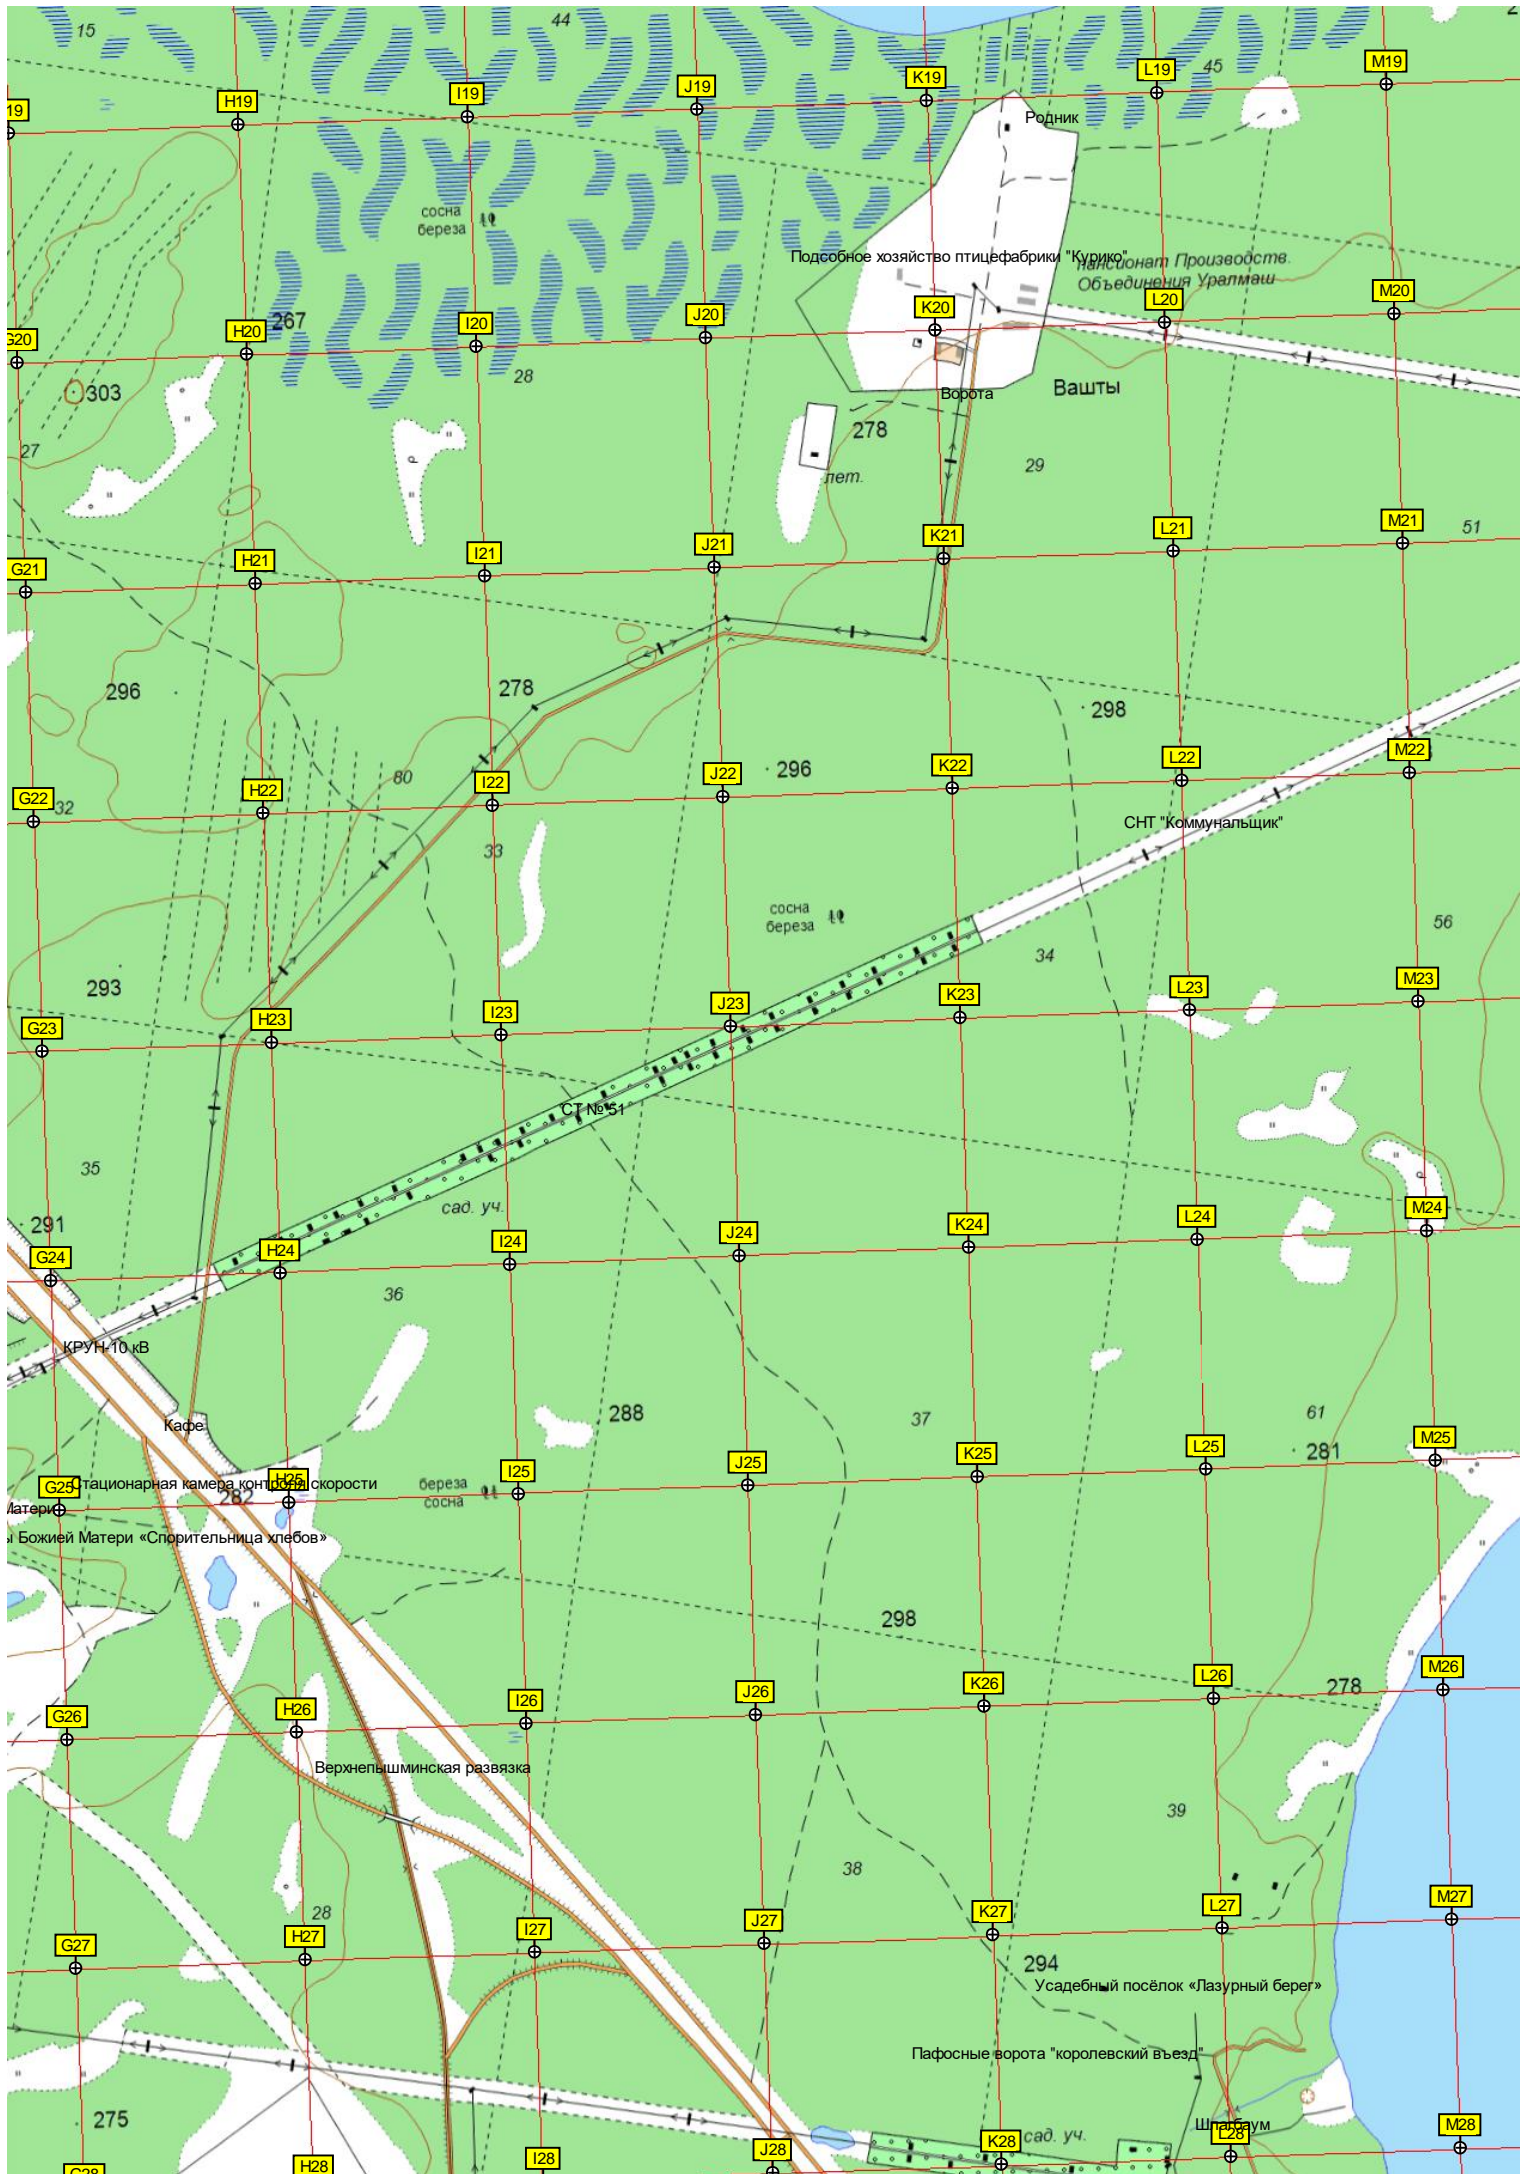 15
44
45
19
H19
I19
J19
K19
L19
M19
Родник
сосна
береза
Подсобное хозяйство птицефабрики "Курико"
пансионат Производств.
Объединения Уралмаш
G20
H20
267
I20
J20
K20
L20
M20
303
28
Ворота
Вашты
27
278
лет.
29
G21
H21
I21
J21
K21
L21
M21
51
296
278
298
G22
32
H22
80
I22
J22
296
K22
L22
M22
СНТ "Коммунальщик"
33
сосна
береза
34
56
293
G23
H23
I23
J23
K23
L23
M23
СТ № 51
35
сад. уч.
291
G24
H24
I24
J24
K24
L24
M24
36
КРУН-10 кВ
Кафе
288
37
61
281
G25
Стационарная камера контроля скорости
H25
282
береза
сосна
I25
J25
K25
L25
M25
Матери
ы Божией Матери «Спорительница хлебов»
298
278
G26
H26
I26
J26
K26
L26
M26
Верхнепышминская развязка
39
38
28
G27
H27
I27
J27
K27
L27
M27
294
Усадебный посёлок «Лазурный берег»
Пафосные ворота "королевский въезд"
275
сад. уч.
Шлагбаум
G28
H28
I28
J28
K28
L28
M28